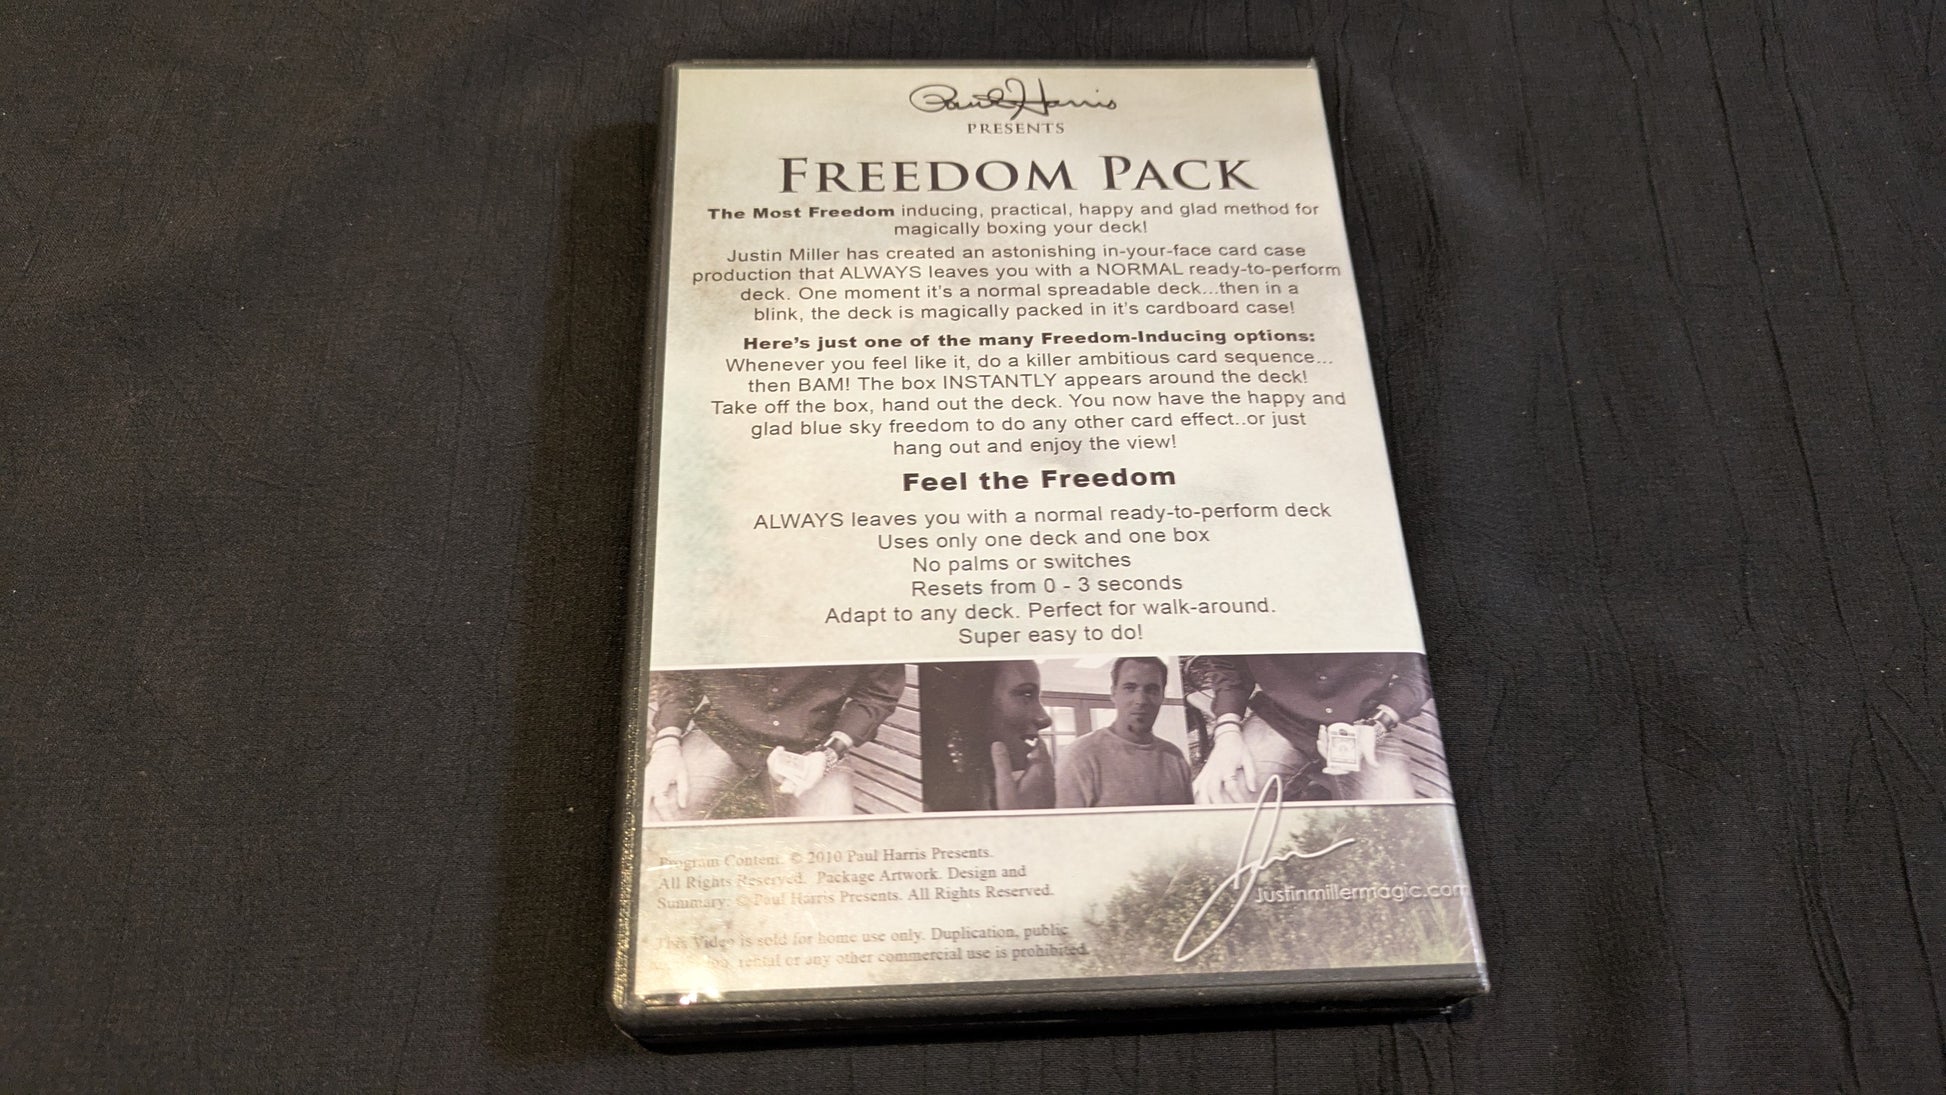 Paul Harris
PRESENTS
FREEDOM PACK
The Most Freedom inducing, practical, happy and glad method for
magically boxing your deck!
Justin Miller has created an astonishing in-your-face card case
production that ALWAYS leaves you with a NORMAL ready-to-perform
deck. One moment it's a normal spreadable deck...then in a
blink, the deck is magically packed in it's cardboard case!
Here's just one of the many Freedom-Inducing options:
Whenever you feel like it, do a killer ambitious card sequence...
then BAM! The box INSTANTLY appears around the deck!
Take off the box, hand out the deck. You now have the happy and
glad blue sky freedom to do any other card effect..or just
hang out and enjoy the view!
Feel the Freedom
ALWAYS leaves you with a normal ready-to-perform deck
Uses only one deck and one box
No palms or switches
Resets from 0 - 3 seconds
Adapt to any deck. Perfect for walk-around.
Super easy to do!
Program Content. © 2010 Paul Harris Presents.
All Rights Reserved. Package Artwork. Design and
Summary: © Paul Harris Presents. All Rights Reserved.
This Video is sold for home use only. Duplication, public
rental or any other commercial use is prohibited.
Justinmillermagic.com